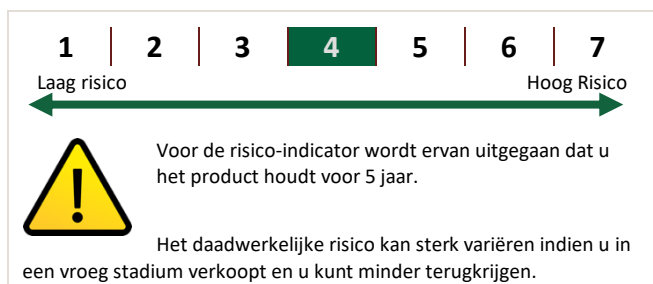 1 2 3 4 5 6 7
Laag risico Hoog Risico
Voor de risico-indicator wordt ervan uitgegaan dat u
het product houdt voor 5 jaar.
Het daadwerkelijke risico kan sterk variëren indien u in
een vroeg stadium verkoopt en u kunt minder terugkrijgen.